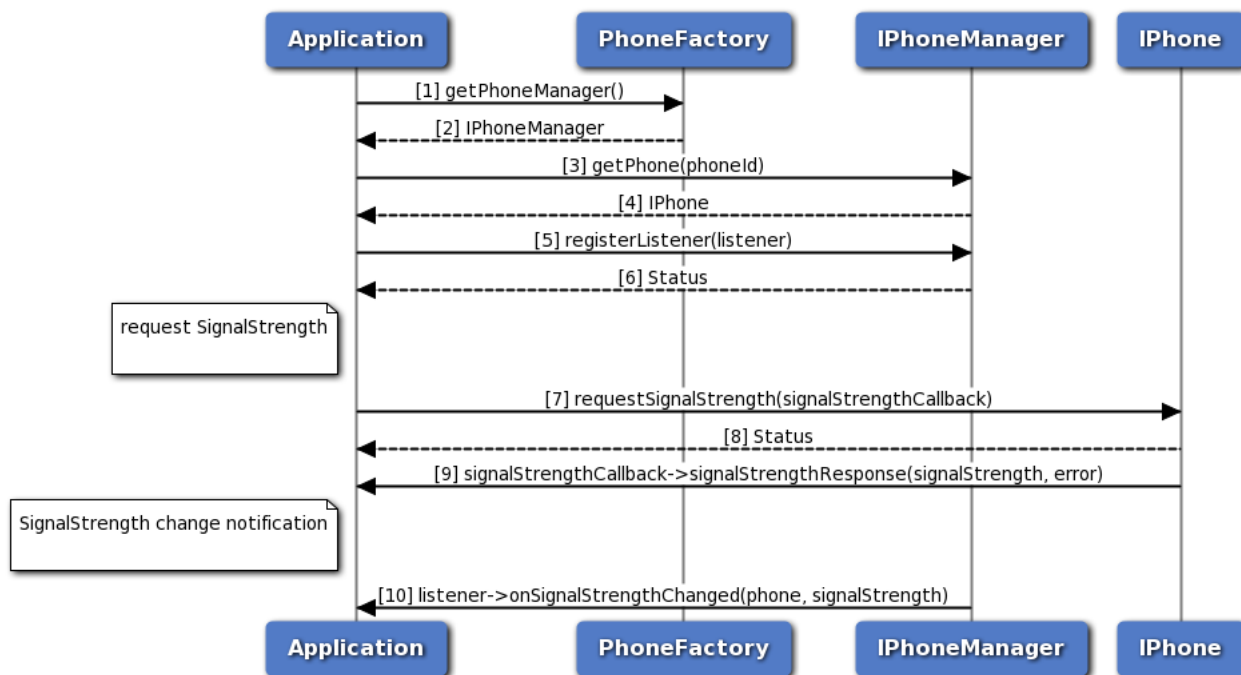 Application PhoneFactory IPhoneManager IPhone
[1] getPhoneManager()
[2] IPhoneManager
[3] getPhone(phoneId)
[4] IPhone
[5] registerListener(listener)
[6] Status
request SignalStrength
[7] requestSignalStrength(signalStrengthCallback)
[8] Status
[9] signalStrengthCallback->signalStrengthResponse(signalStrength, error)
SignalStrength change notification
[10] listener->onSignalStrengthChanged(phone, signalStrength)
Application PhoneFactory IPhoneManager IPhone